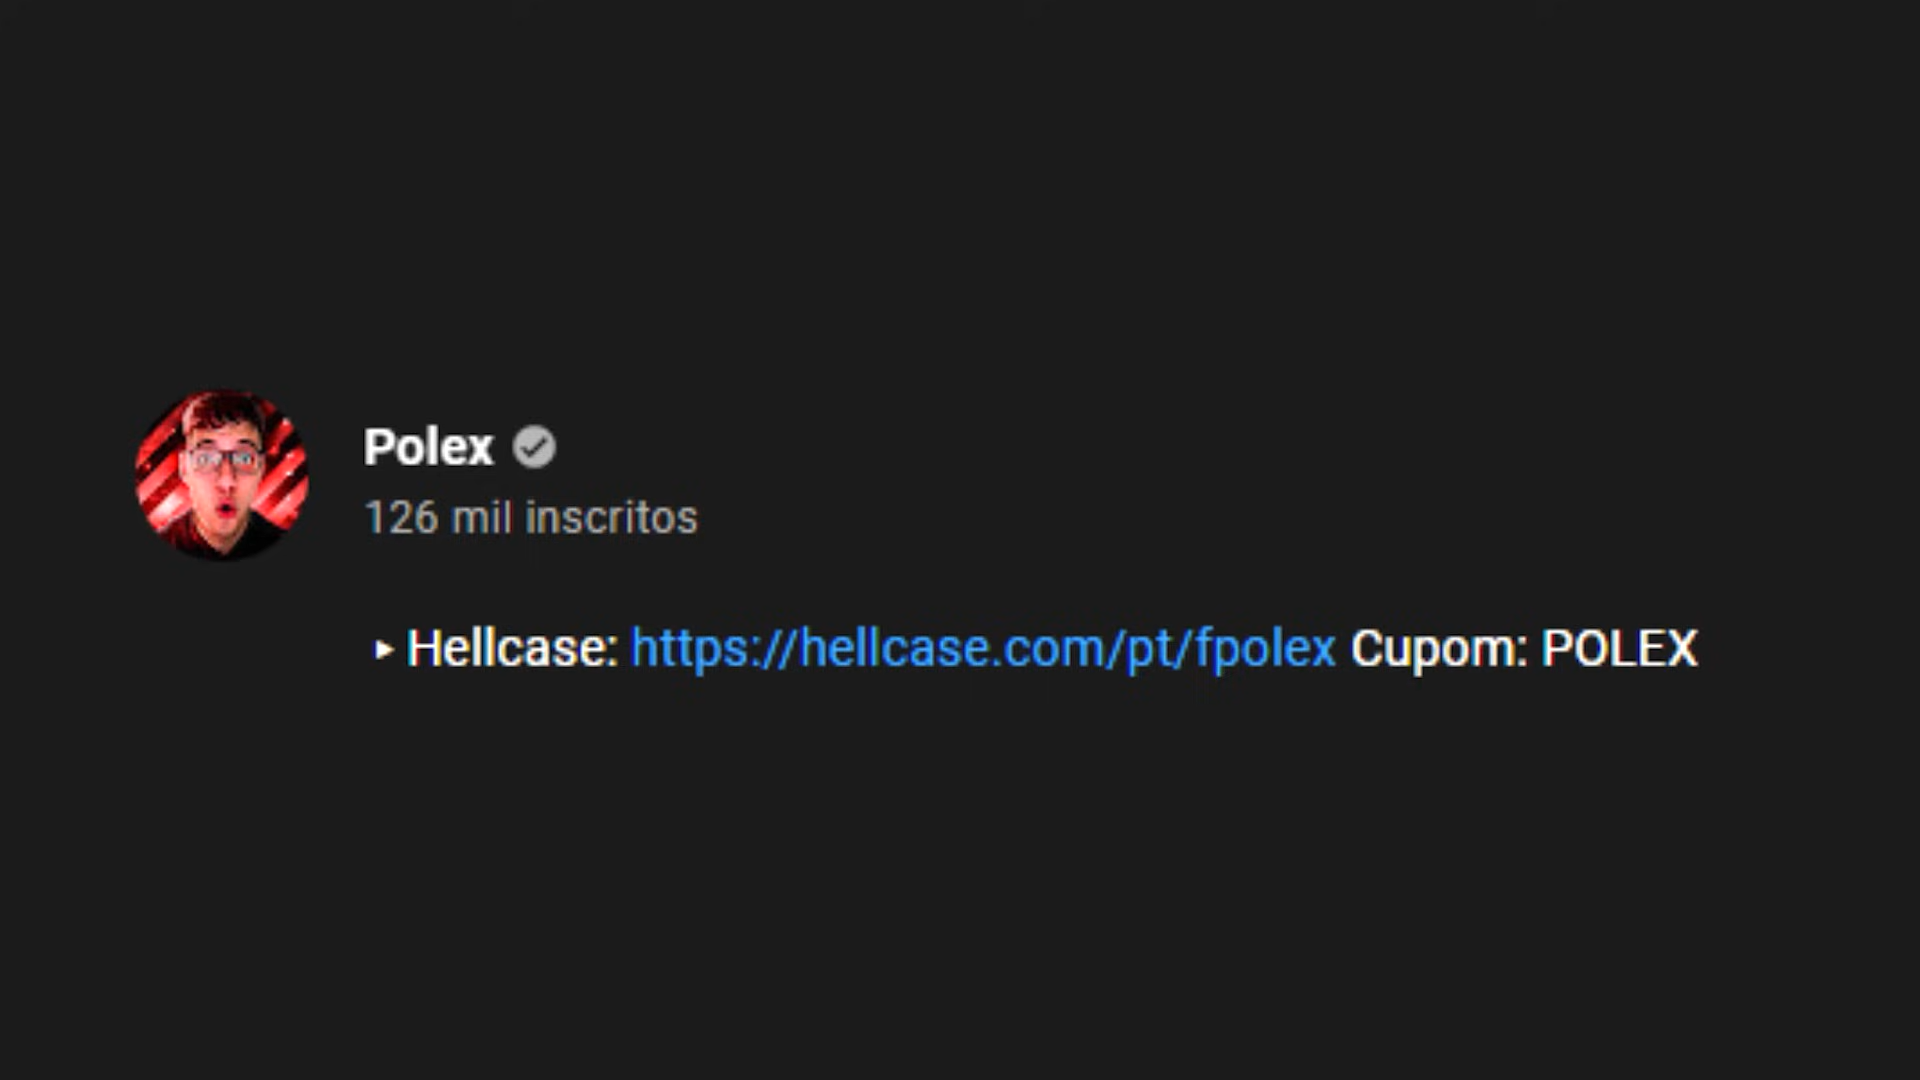 Polex
126 mil inscritos
▸ Hellcase: https://hellcase.com/pt/fpolex Cupom: POLEX